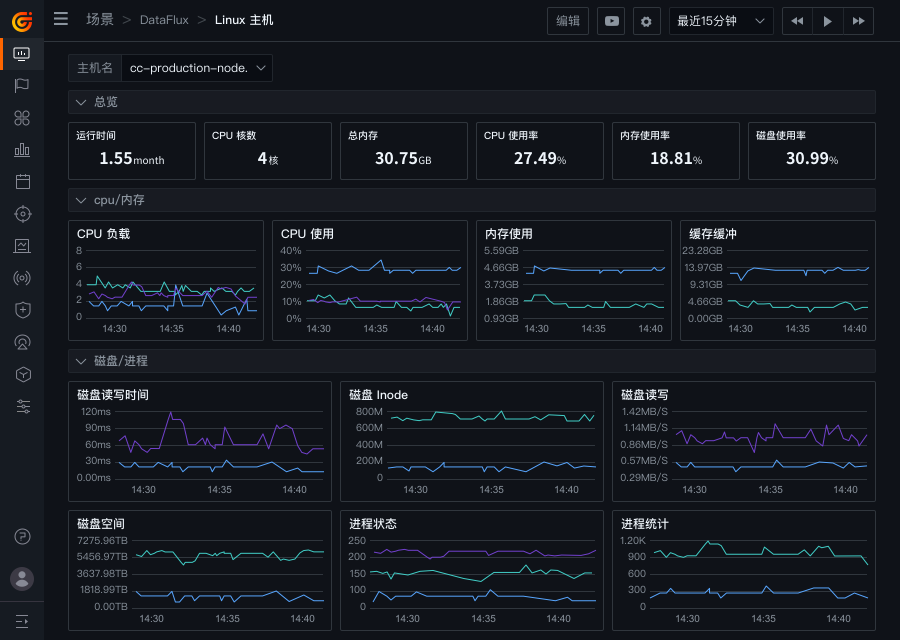 场景 > DataFlux > Linux 主机 编辑 最近15分钟
主机名 cc-production-node.
总览
运行时间 CPU 核数 总内存 CPU 使用率 内存使用率 磁盘使用率
1.55month 4核 30.75GB 27.49% 18.81% 30.99%
cpu/内存
CPU 负载
8
6
4
2
0
14:30 14:35 14:40
CPU 使用
40%
30%
20%
10%
0%
14:30 14:35 14:40
内存使用
5.59GB
4.66GB
3.73GB
1.86GB
0.93GB
14:30 14:35 14:40
缓存缓冲
23.28GB
13.97GB
9.31GB
4.66GB
0.00GB
14:30 14:35 14:40
磁盘/进程
磁盘读写时间
120ms
90ms
60ms
30ms
0.00ms
14:30 14:35 14:40
磁盘 Inode
800M
600M
400M
200M
0
14:30 14:35 14:40
磁盘读写
1.42MB/S
1.14MB/S
0.86MB/S
0.57MB/S
0.29MB/S
14:30 14:35 14:40
磁盘空间
7275.96TB
5456.97TB
3637.98TB
1818.99TB
0.00TB
14:30 14:35 14:40
进程状态
250
200
150
100
0
14:30 14:35 14:40
进程统计
1.20K
900
600
300
0
14:30 14:35 14:40